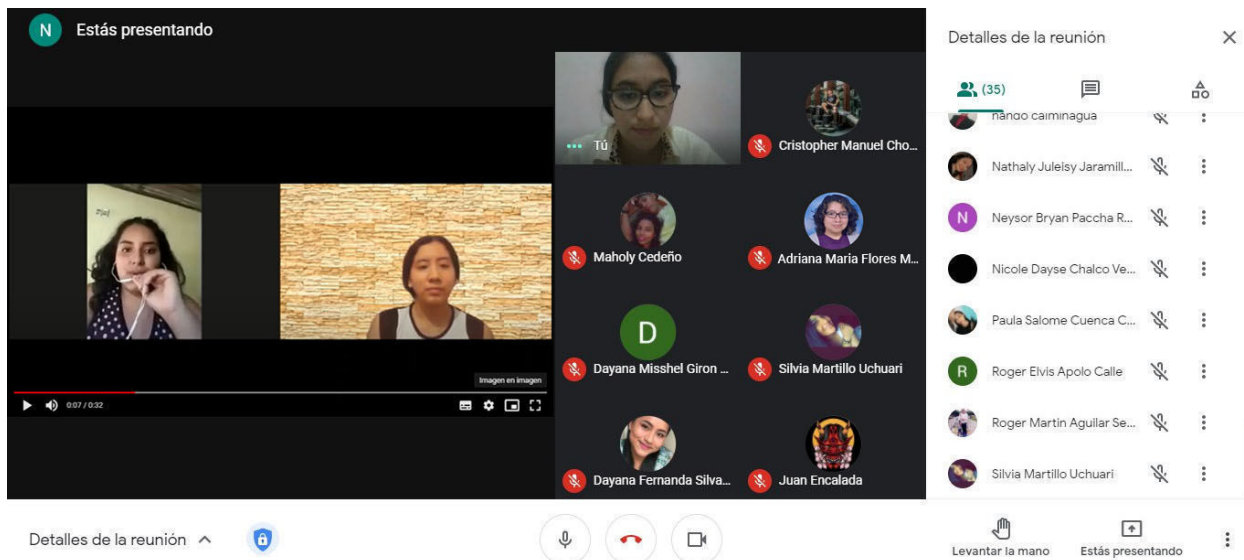 N
Estás presentando
Tú
Cristopher Manuel Cho...
Maholy Cedeño
Adriana Maria Flores M...
D
Dayana Misshel Giron ...
Silvia Martillo Uchuari
Dayana Fernanda Silva...
Juan Encalada
Imagen en imagen
0:07 / 0:32
Detalles de la reunión
(35)
nando caiminagua
Nathaly Juleisy Jaramill...
N
Neysor Bryan Paccha R...
Nicole Dayse Chalco Ve...
Paula Salome Cuenca C...
R
Roger Elvis Apolo Calle
Roger Martin Aguilar Se...
Silvia Martillo Uchuari
Detalles de la reunión
Levantar la mano
Estás presentando